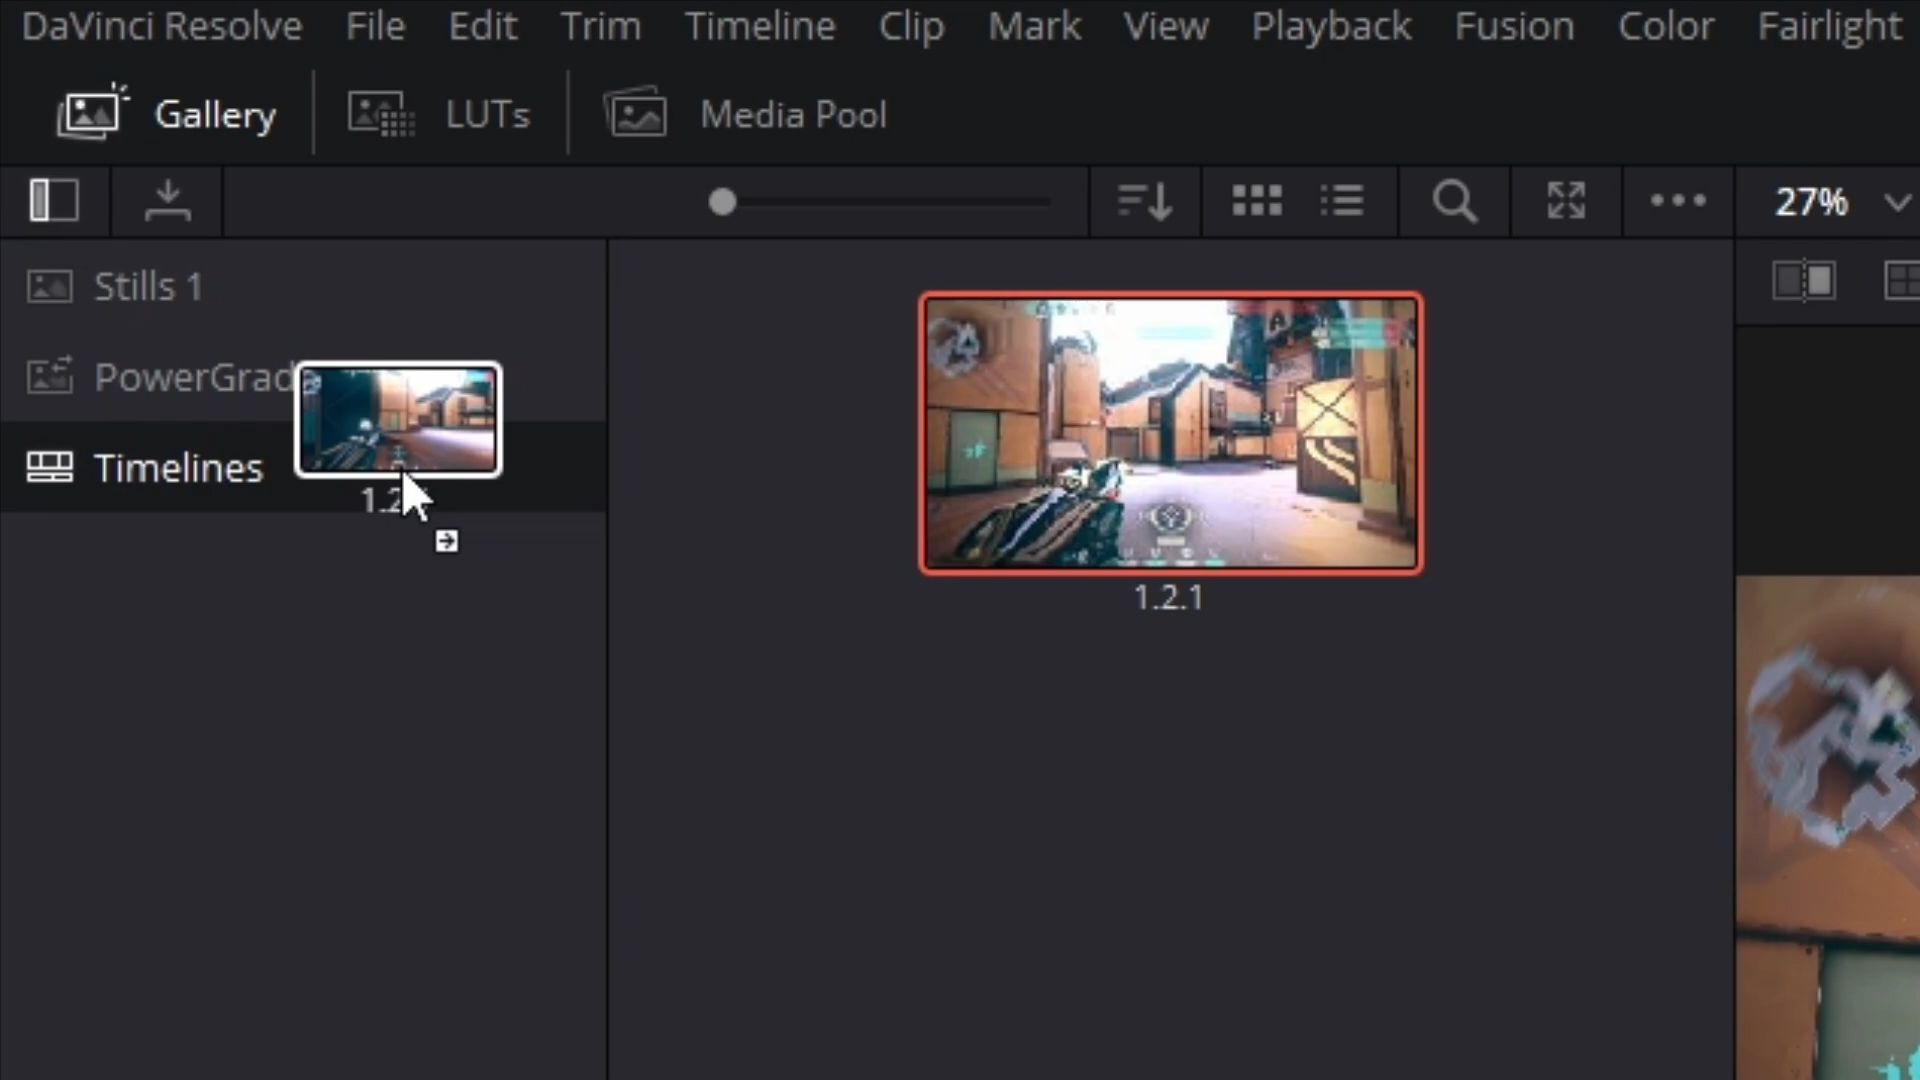 DaVinci Resolve File Edit Trim Timeline Clip Mark View Playback Fusion Color Fairlight
Gallery LUTs Media Pool
27%
Stills 1
PowerGrad
Timelines
1.2
1.2.1